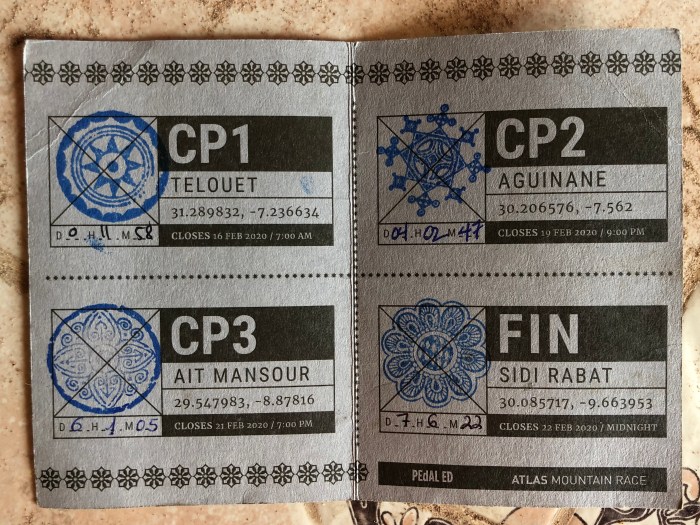 CP1
TELOUET
31.289832, -7.236634
D 0 H 11 M 58
CLOSES 16 FEB 2020 / 7:00 AM
CP2
AGUINANE
30.206576, -7.562
D 04 H 02 M 47
CLOSES 19 FEB 2020 / 9:00 PM
CP3
AIT MANSOUR
29.547983, -8.87816
D 6 H 1 M 05
CLOSES 21 FEB 2020 / 7:00 PM
FIN
SIDI RABAT
30.085717, -9.663953
D 7 H 6 M 22
CLOSES 22 FEB 2020 / MIDNIGHT
PEdAL ED
ATLAS MOUNTAIN RACE